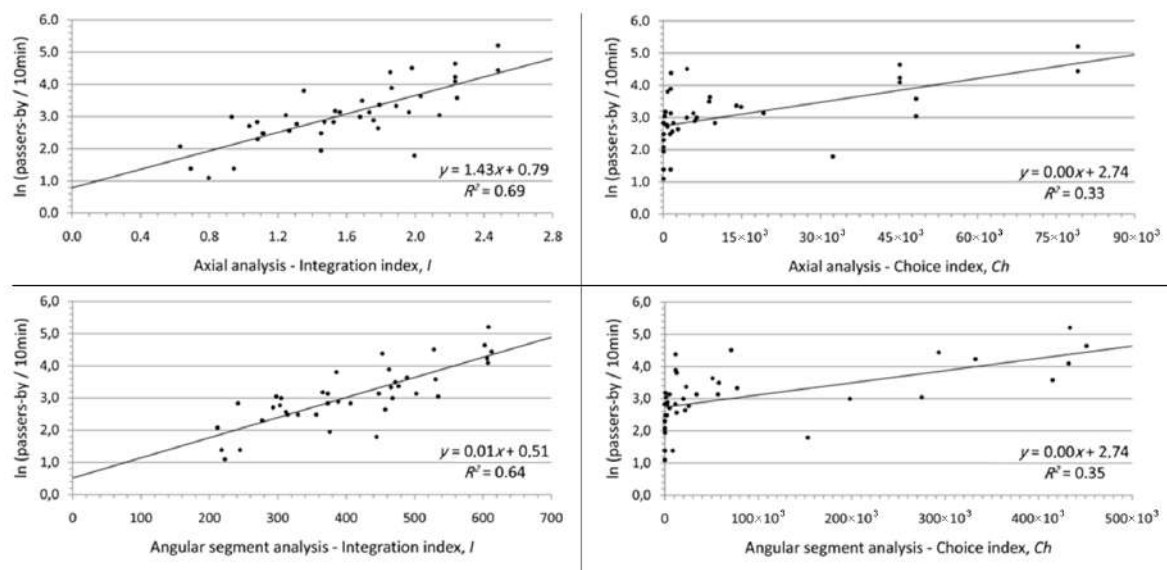 ln (passers-by / 10min)
6.0
5.0
4.0
3.0
2.0
1.0
0.0
y = 1.43x + 0.79
R² = 0.69
0.0 0.4 0.8 1.2 1.6 2.0 2.4 2.8
Axial analysis - Integration index, I
ln (passers-by / 10min)
6.0
5.0
4.0
3.0
2.0
1.0
0.0
y = 0.00x + 2.74
R² = 0.33
0 15×10³ 30×10³ 45×10³ 60×10³ 75×10³ 90×10³
Axial analysis - Choice index, Ch
ln (passers-by / 10min)
6,0
5,0
4,0
3,0
2,0
1,0
0,0
y = 0,01x + 0,51
R² = 0.64
0 100 200 300 400 500 600 700
Angular segment analysis - Integration index, I
ln (passers-by / 10min)
6,0
5,0
4,0
3,0
2,0
1,0
0,0
y = 0,00x + 2,74
R² = 0.35
0 100×10³ 200×10³ 300×10³ 400×10³ 500×10³
Angular segment analysis - Choice index, Ch